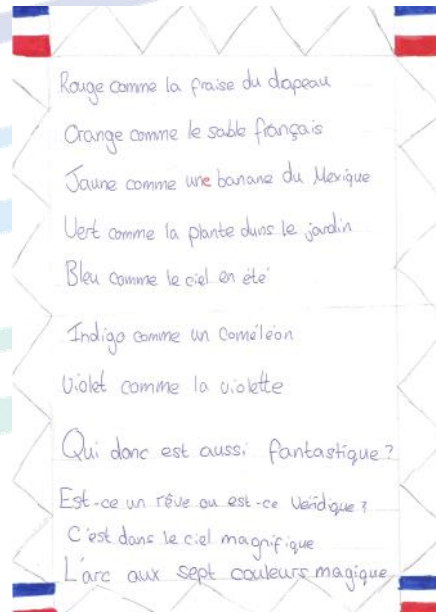 Rouge comme la fraise du drapeau
Orange comme le sable français
Jaune comme une banane du Mexique
Vert comme la plante dans le jardin
Bleu comme le ciel en été
Indigo comme un caméléon
Violet comme la violette
Qui donc est aussi fantastique ?
Est-ce un rêve ou est-ce véridique ?
C'est dans le ciel magnifique
L'arc aux sept couleurs magique